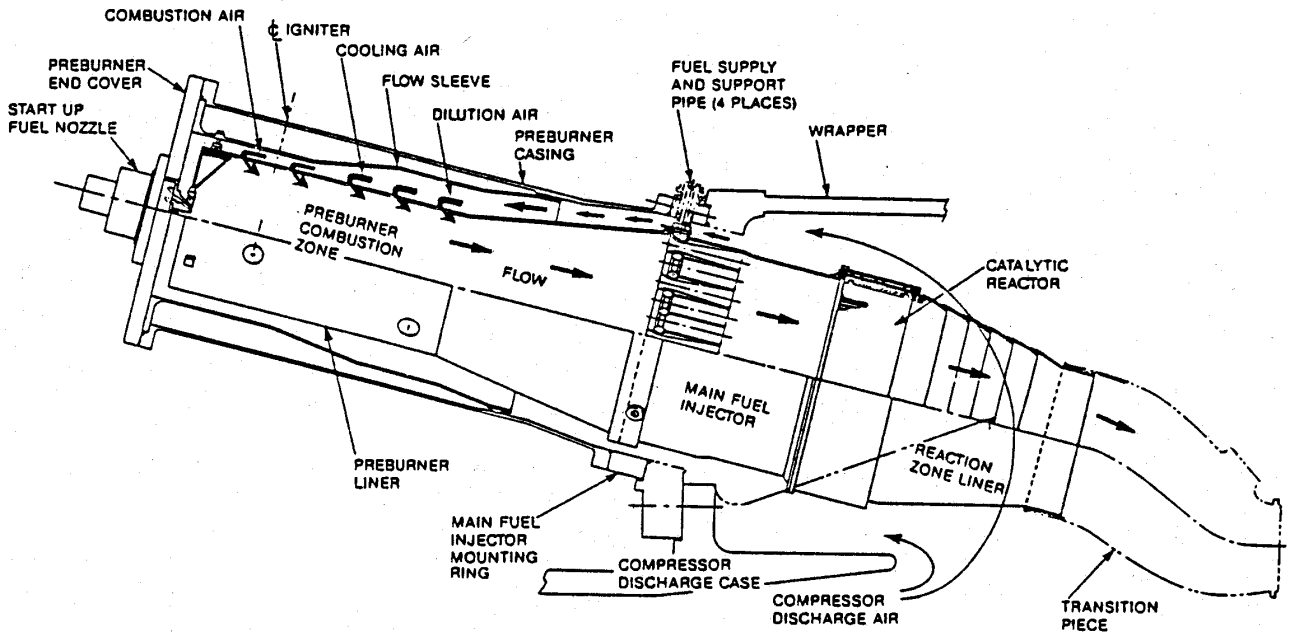 COMBUSTION AIR
℄ IGNITER
COOLING AIR
PREBURNER
END COVER
FLOW SLEEVE
START UP
FUEL NOZZLE
DILUTION AIR
PREBURNER
CASING
FUEL SUPPLY
AND SUPPORT
PIPE (4 PLACES)
WRAPPER
PREBURNER
COMBUSTION
ZONE
FLOW
CATALYTIC
REACTOR
MAIN FUEL
INJECTOR
REACTION
ZONE LINER
PREBURNER
LINER
MAIN FUEL
INJECTOR
MOUNTING
RING
COMPRESSOR
DISCHARGE CASE
COMPRESSOR
DISCHARGE AIR
TRANSITION
PIECE